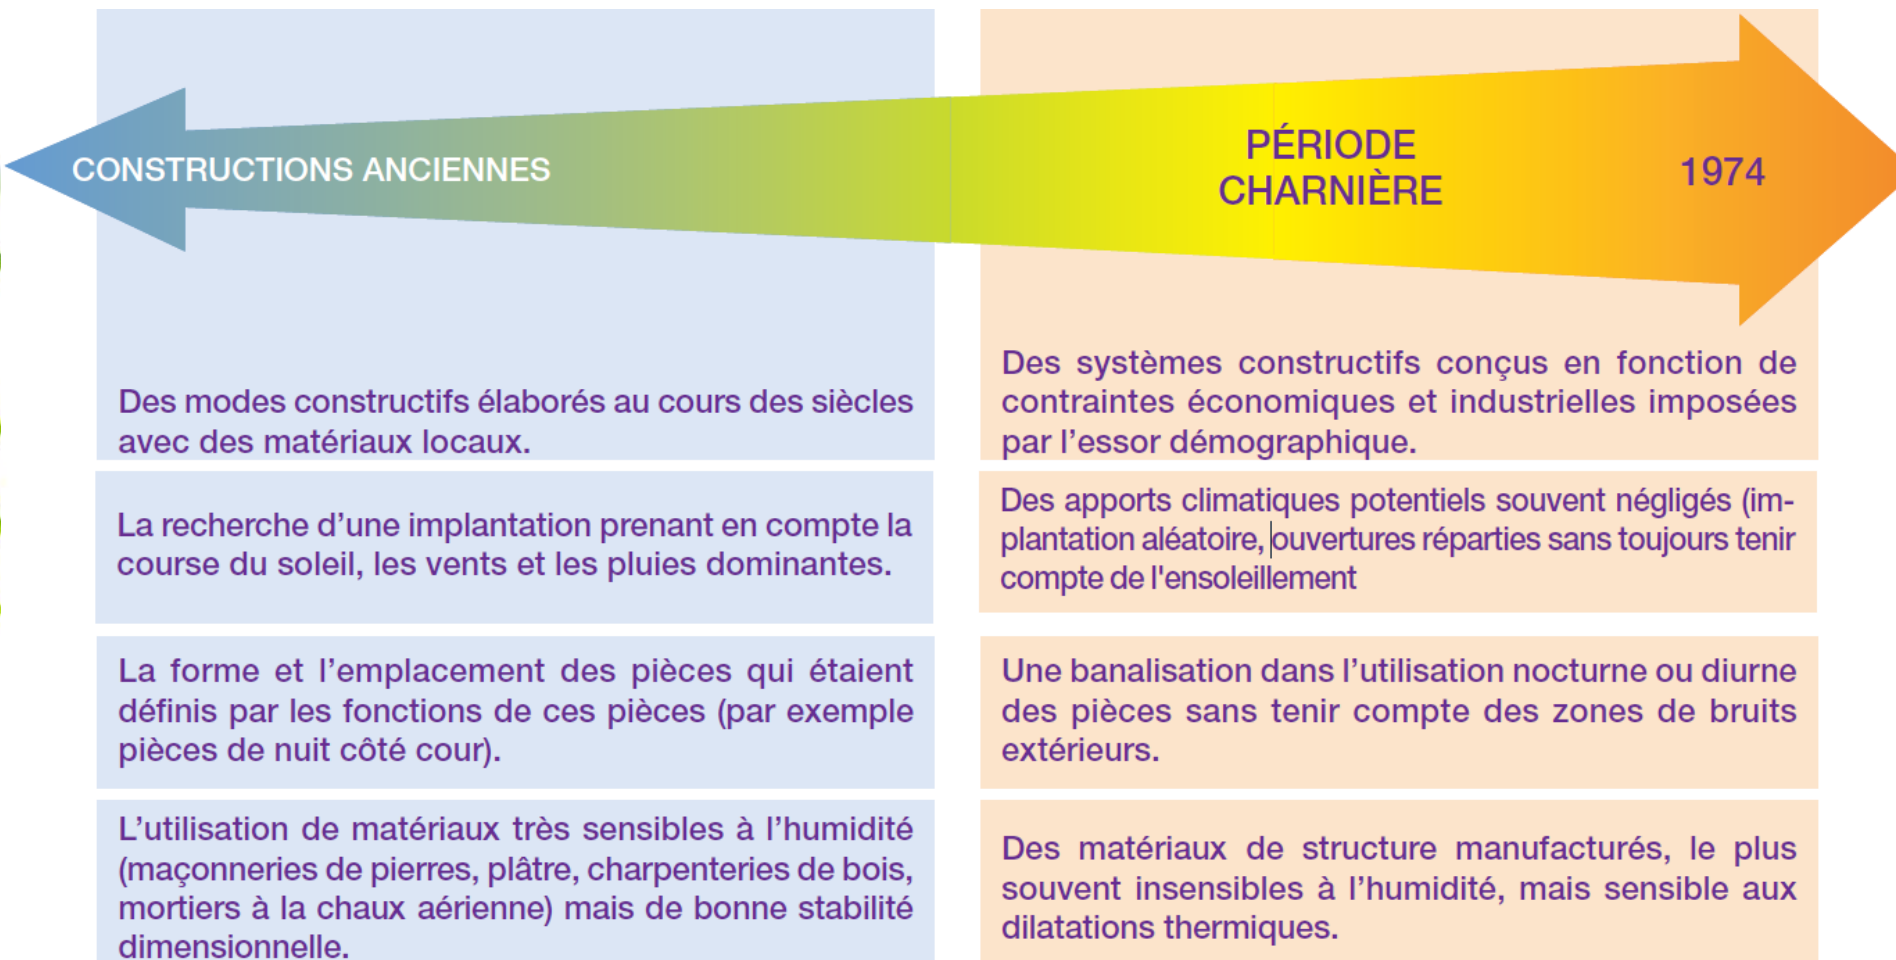 CONSTRUCTIONS ANCIENNES
PÉRIODE
CHARNIÈRE
1974
Des modes constructifs élaborés au cours des siècles
avec des matériaux locaux.
Des systèmes constructifs conçus en fonction de
contraintes économiques et industrielles imposées
par l’essor démographique.
La recherche d’une implantation prenant en compte la
course du soleil, les vents et les pluies dominantes.
Des apports climatiques potentiels souvent négligés (im-
plantation aléatoire, ouvertures réparties sans toujours tenir
compte de l'ensoleillement
La forme et l’emplacement des pièces qui étaient
définis par les fonctions de ces pièces (par exemple
pièces de nuit côté cour).
Une banalisation dans l’utilisation nocturne ou diurne
des pièces sans tenir compte des zones de bruits
extérieurs.
L’utilisation de matériaux très sensibles à l’humidité
(maçonneries de pierres, plâtre, charpenteries de bois,
mortiers à la chaux aérienne) mais de bonne stabilité
dimensionnelle.
Des matériaux de structure manufacturés, le plus
souvent insensibles à l’humidité, mais sensible aux
dilatations thermiques.